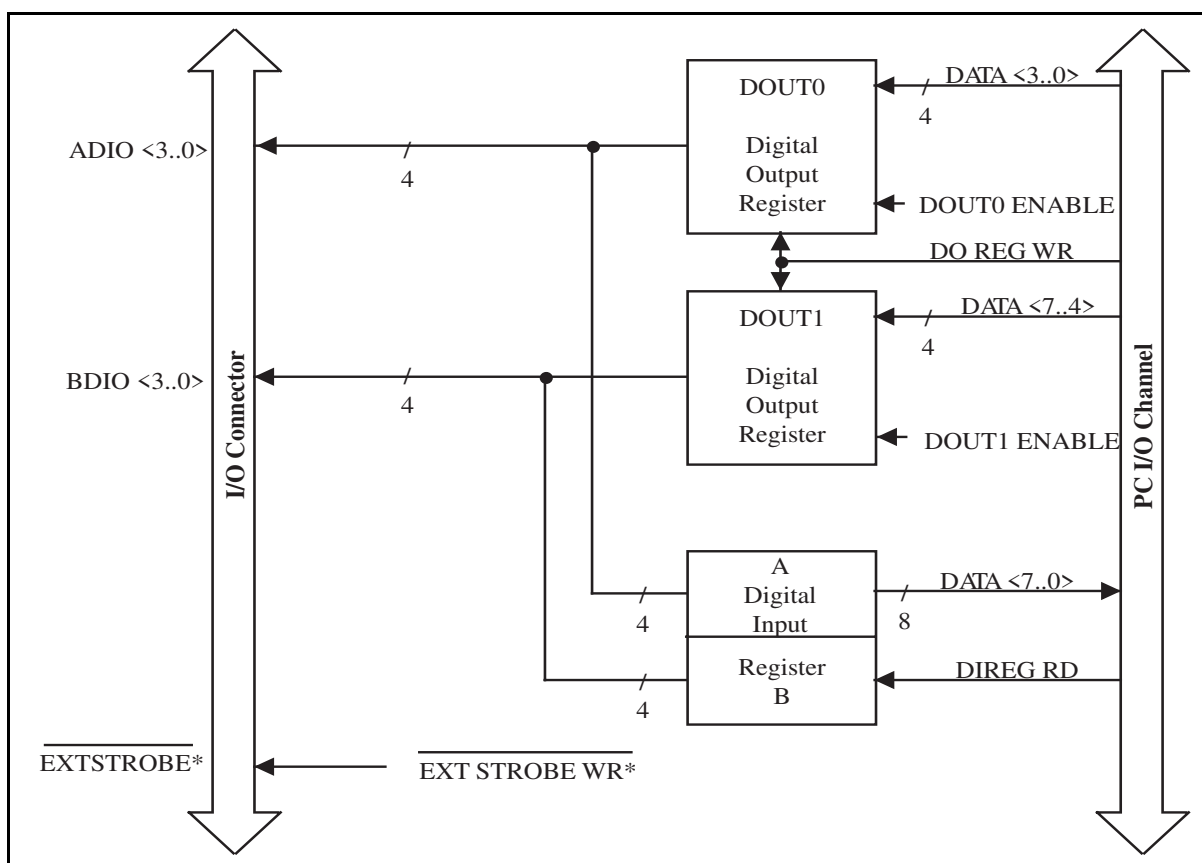 DOUT0
DATA <3..0>
4
ADIO <3..0>
4
Digital
Output
Register
DOUT0 ENABLE
DO REG WR
DOUT1
DATA <7..4>
4
BDIO <3..0>
4
Digital
Output
Register
DOUT1 ENABLE
I/O Connector
PC I/O Channel
A
Digital
Input
4
DATA <7..0>
8
Register
B
4
DIREG RD
EXTSTROBE*
EXT STROBE WR*